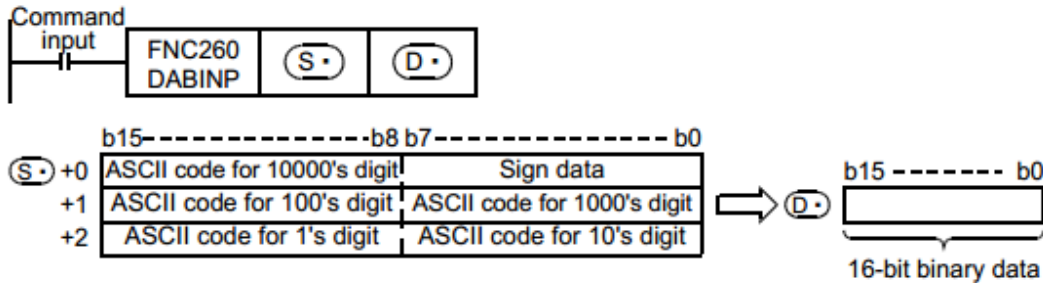 Command
input
FNC260
DABINP
S·
D·
b15 b8 b7 b0
S· +0 ASCII code for 10000's digit Sign data
+1 ASCII code for 100's digit ASCII code for 1000's digit
+2 ASCII code for 1's digit ASCII code for 10's digit
b15 b0
D·
16-bit binary data